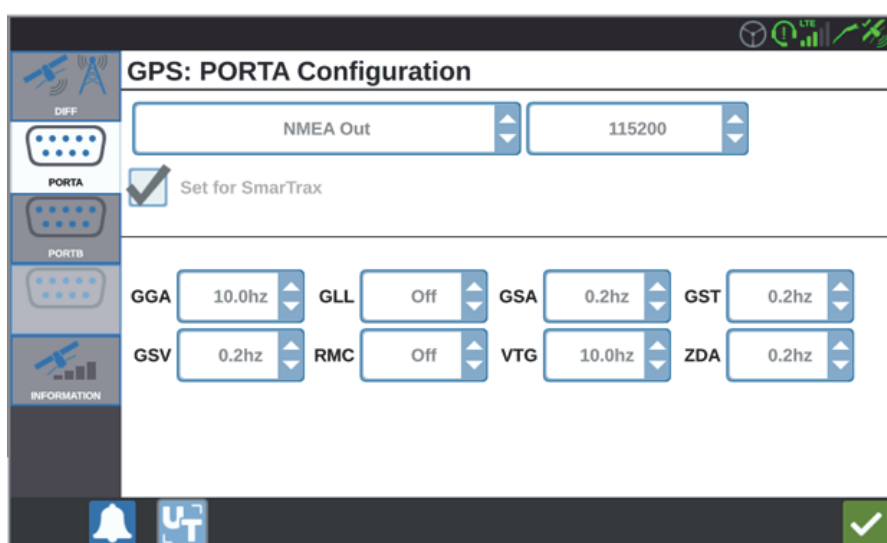 LTE
GPS: PORTA Configuration
DIFF
NMEA Out 115200
PORTA
Set for SmarTrax
PORTB
GGA 10.0hz GLL Off GSA 0.2hz GST 0.2hz
GSV 0.2hz RMC Off VTG 10.0hz ZDA 0.2hz
INFORMATION
UT